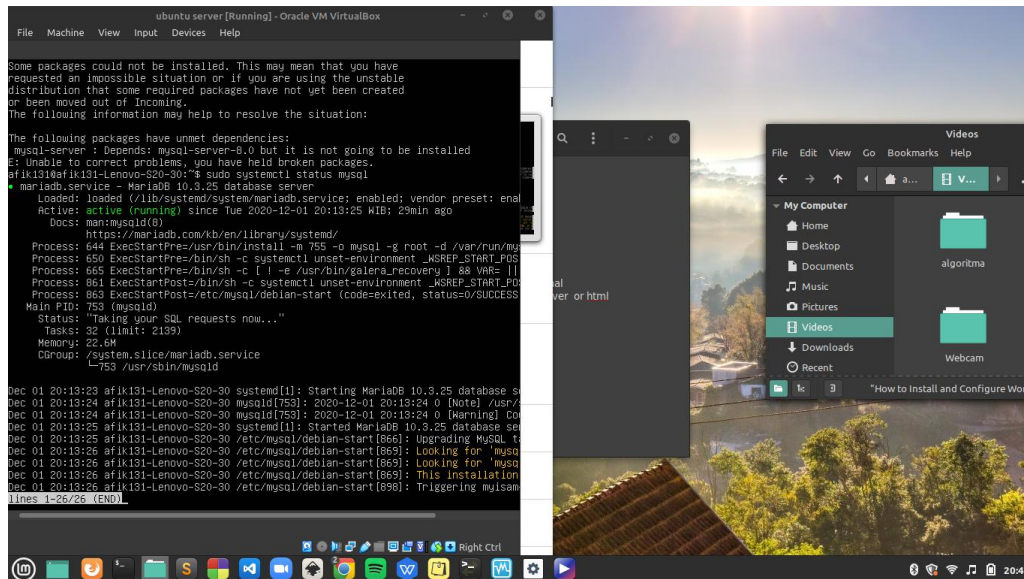 ubuntu server [Running] - Oracle VM VirtualBox
File Machine View Input Devices Help
Some packages could not be installed. This may mean that you have
requested an impossible situation or if you are using the unstable
distribution that some required packages have not yet been created
or been moved out of Incoming.
The following information may help to resolve the situation:
The following packages have unmet dependencies:
mysql-server : Depends: mysql-server-8.0 but it is not going to be installed
E: Unable to correct problems, you have held broken packages.
afik131@afik131-Lenovo-S20-30:~$ sudo systemctl status mysql
● mariadb.service - MariaDB 10.3.25 database server
Loaded: loaded (/lib/systemd/system/mariadb.service; enabled; vendor preset: ena
Active: active (running) since Tue 2020-12-01 20:13:25 WIB; 29min ago
Docs: man:mysqld(8)
https://mariadb.com/kb/en/library/systemd/
Process: 644 ExecStartPre=/usr/bin/install -m 755 -o mysql -g root -d /var/run/my
Process: 650 ExecStartPre=/bin/sh -c systemctl unset-environment _WSREP_START_POS
Process: 665 ExecStartPre=/bin/sh -c [ ! -e /usr/bin/galera_recovery ] && VAR= ||
Process: 861 ExecStartPost=/bin/sh -c systemctl unset-environment _WSREP_START_PO
Process: 863 ExecStartPost=/etc/mysql/debian-start (code=exited, status=0/SUCCESS
Main PID: 753 (mysqld)
Status: "Taking your SQL requests now..."
Tasks: 32 (limit: 2139)
Memory: 22.6M
CGroup: /system.slice/mariadb.service
└─753 /usr/sbin/mysqld
Dec 01 20:13:23 afik131-Lenovo-S20-30 systemd[1]: Starting MariaDB 10.3.25 database s
Dec 01 20:13:24 afik131-Lenovo-S20-30 mysqld[753]: 2020-12-01 20:13:24 0 [Note] /usr/
Dec 01 20:13:24 afik131-Lenovo-S20-30 mysqld[753]: 2020-12-01 20:13:24 0 [Warning] Co
Dec 01 20:13:25 afik131-Lenovo-S20-30 systemd[1]: Started MariaDB 10.3.25 database se
Dec 01 20:13:25 afik131-Lenovo-S20-30 /etc/mysql/debian-start[866]: Upgrading MySQL t
Dec 01 20:13:26 afik131-Lenovo-S20-30 /etc/mysql/debian-start[869]: Looking for 'mysq
Dec 01 20:13:26 afik131-Lenovo-S20-30 /etc/mysql/debian-start[869]: Looking for 'mysq
Dec 01 20:13:26 afik131-Lenovo-S20-30 /etc/mysql/debian-start[869]: This installation
Dec 01 20:13:26 afik131-Lenovo-S20-30 /etc/mysql/debian-start[898]: Triggering myisam
lines 1-26/26 (END)
Right Ctrl
al
ver or html
Videos
File Edit View Go Bookmarks Help
a... V...
My Computer
Home
Desktop
Documents
Music
Pictures
Videos
Downloads
Recent
algoritma
Webcam
"How to Install and Configure Wor
20:4